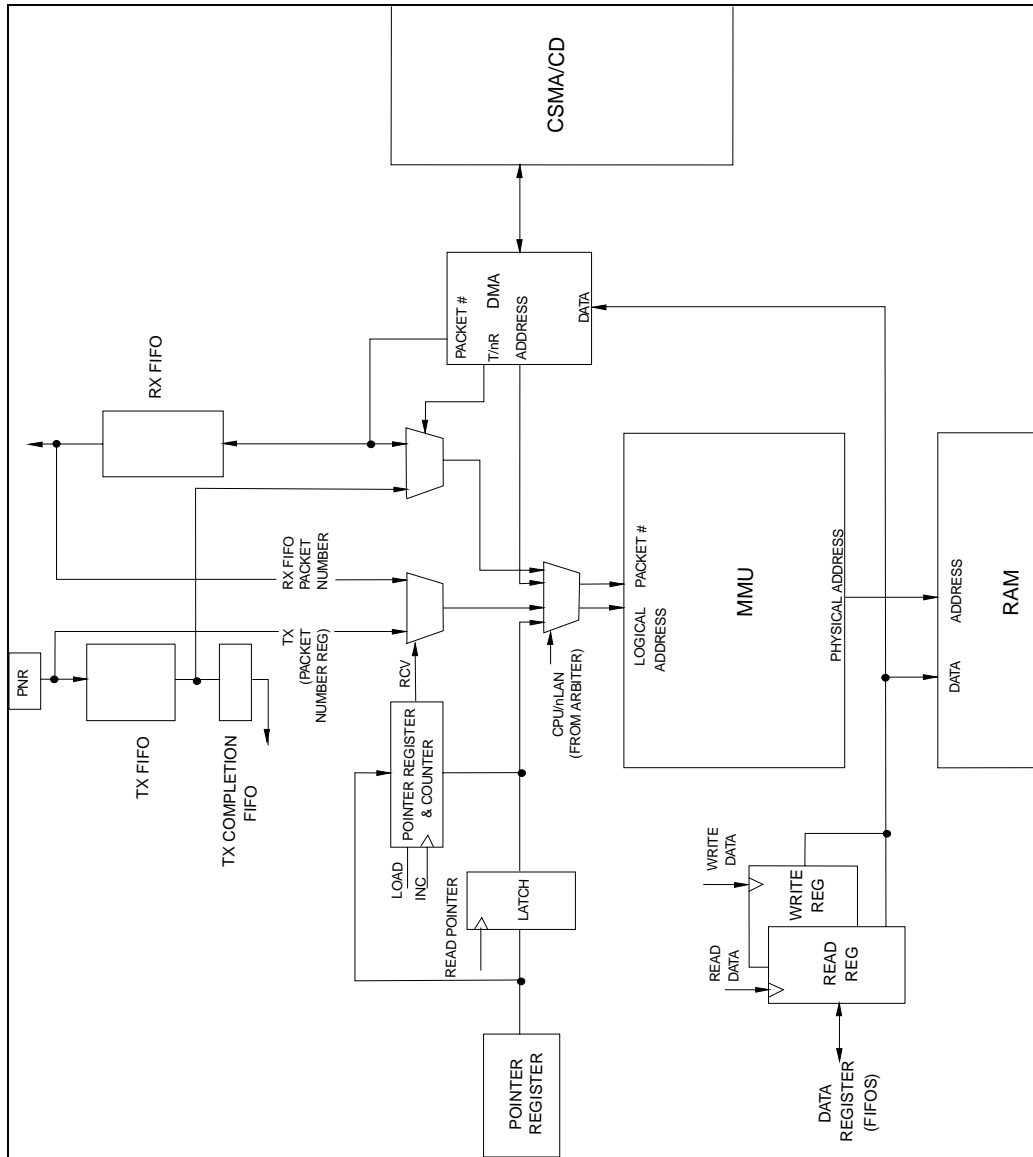 CSMA/CD
PACKET #
T/nR
DMA
ADDRESS
DATA
RX FIFO
RX FIFO
PACKET
NUMBER
TX
(PACKET
NUMBER REG)
PNR
TX FIFO
TX COMPLETION
FIFO
RCV
POINTER REGISTER
& COUNTER
LOAD
INC
CPU/nLAN
(FROM ARBITER)
LOGICAL
ADDRESS
PACKET #
MMU
PHYSICAL ADDRESS
DATA
ADDRESS
RAM
READ POINTER
LATCH
POINTER
REGISTER
WRITE
DATA
WRITE
REG
READ
DATA
READ
REG
DATA
REGISTER
(FIFOS)